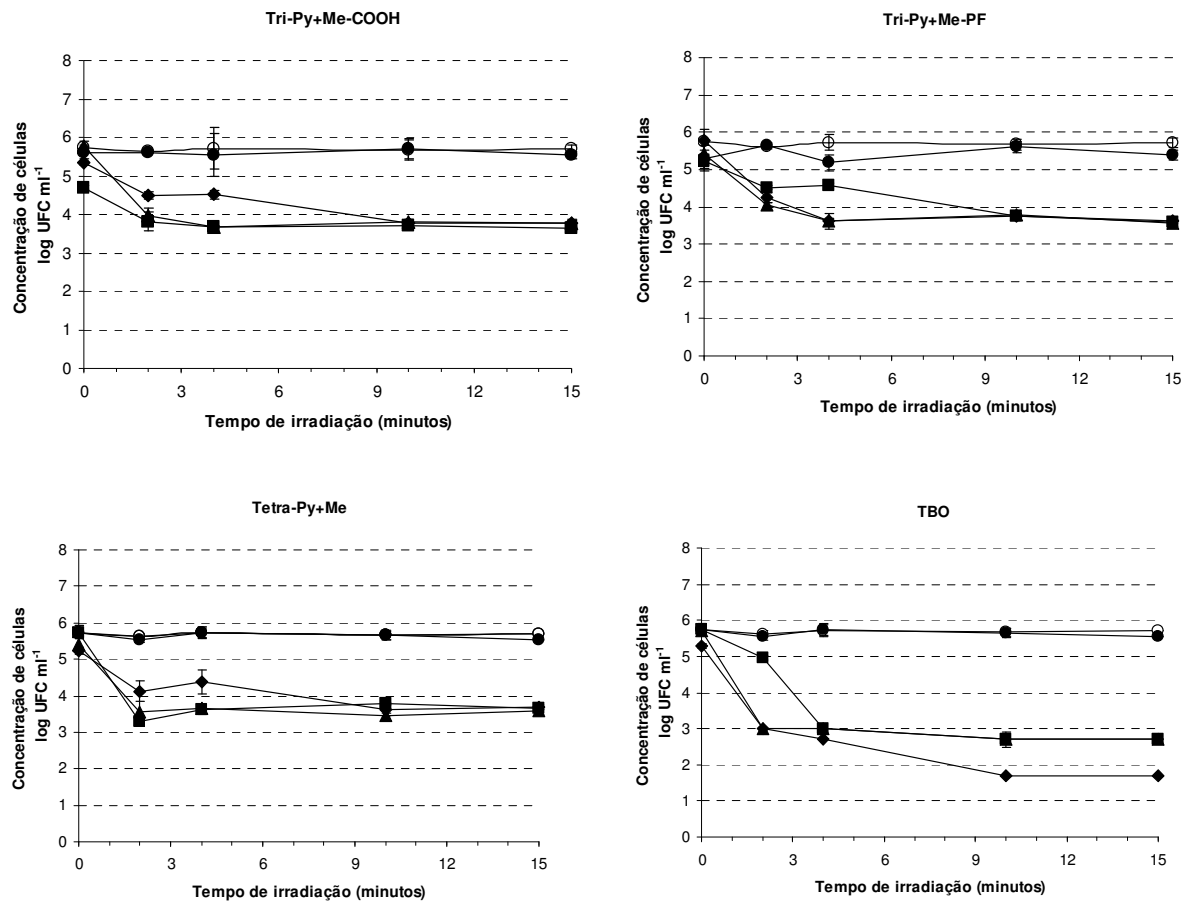 Tri-Py+Me-COOH
8
7
6
5
4
3
2
1
0
0 3 6 9 12 15
Concentração de células
log UFC ml⁻¹
Tempo de irradiação (minutos)
Tri-Py+Me-PF
8
7
6
5
4
3
2
1
0
0 3 6 9 12 15
Concentração de células
log UFC ml⁻¹
Tempo de irradiação (minutos)
Tetra-Py+Me
8
7
6
5
4
3
2
1
0
0 3 6 9 12 15
Concentração de células
log UFC ml⁻¹
Tempo de irradiação (minutos)
TBO
8
7
6
5
4
3
2
1
0
0 3 6 9 12 15
Concentração de células
log UFC ml⁻¹
Tempo de irradiação (minutos)